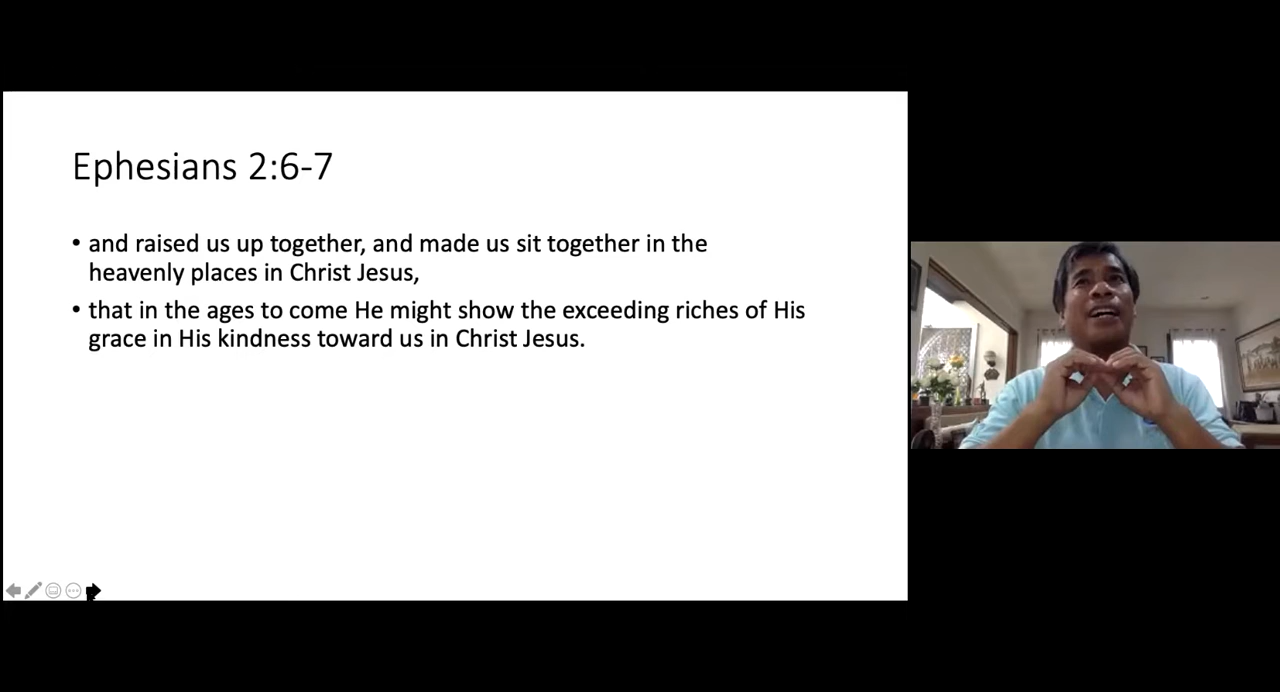 Ephesians 2:6-7
• and raised us up together, and made us sit together in the
heavenly places in Christ Jesus,
• that in the ages to come He might show the exceeding riches of His
grace in His kindness toward us in Christ Jesus.